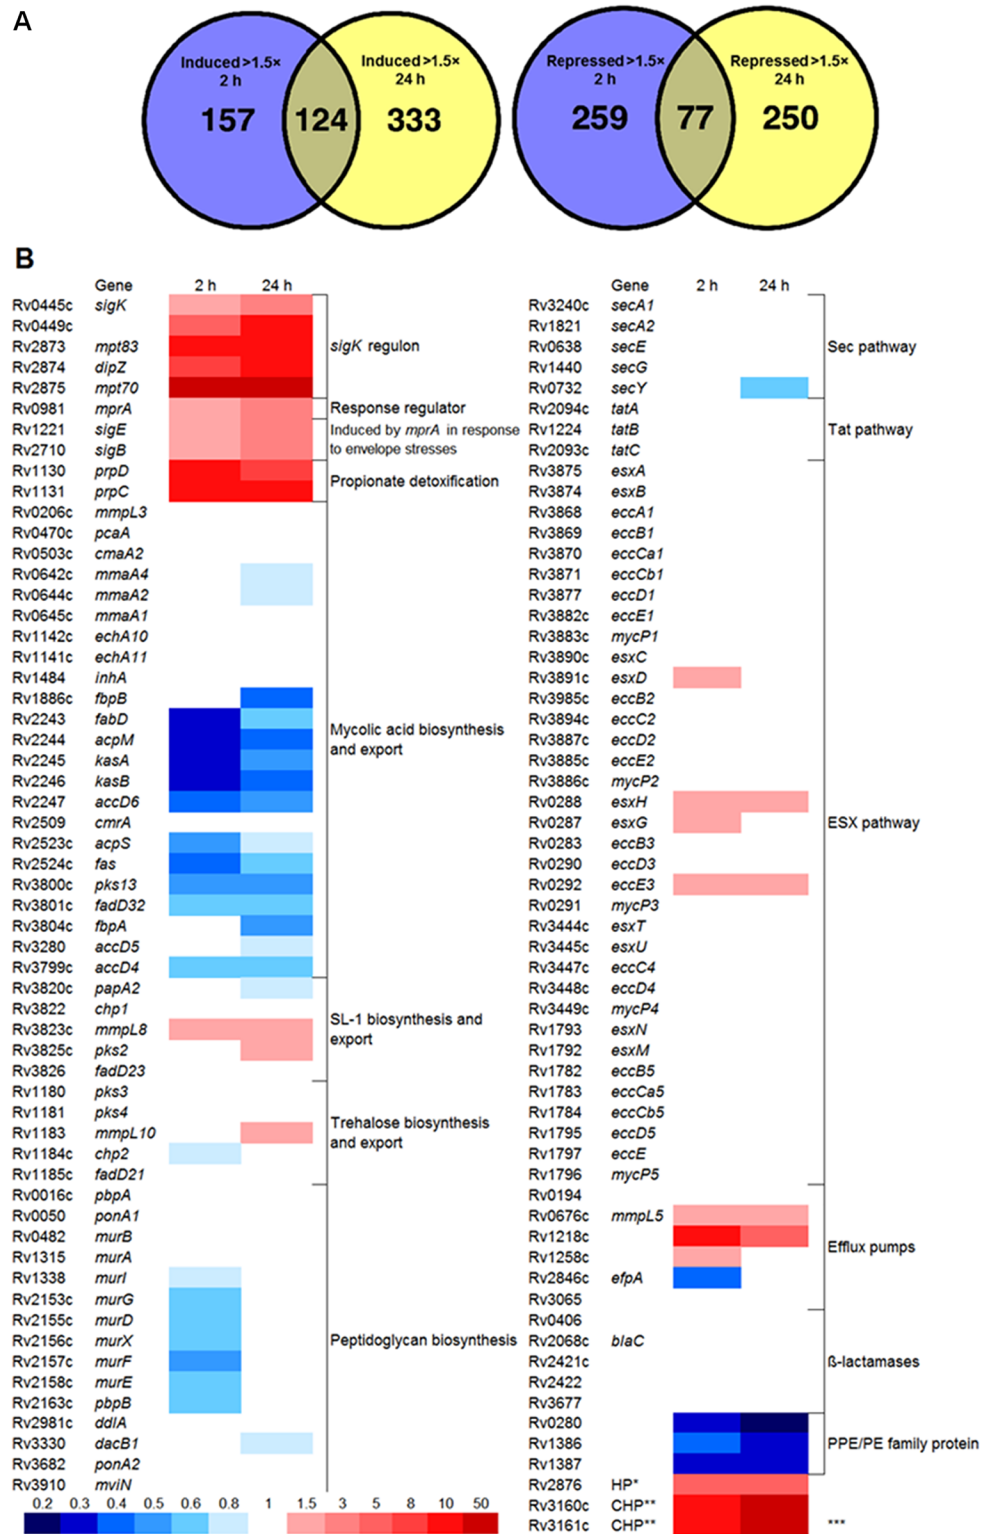 A
Induced >1.5×
2 h
157
124
Induced >1.5×
24 h
333
Repressed >1.5×
2 h
259
77
Repressed >1.5×
24 h
250
B
Gene 2 h 24 h
Rv0445c sigK
Rv0449c
Rv2873 mpt83
Rv2874 dipZ
Rv2875 mpt70
sigK regulon
Rv0981 mprA
Response regulator
Rv1221 sigE
Rv2710 sigB
Induced by mprA in response
to envelope stresses
Rv1130 prpD
Rv1131 prpC
Propionate detoxification
Rv0206c mmpL3
Rv0470c pcaA
Rv0503c cmaA2
Rv0642c mmaA4
Rv0644c mmaA2
Rv0645c mmaA1
Rv1142c echA10
Rv1141c echA11
Rv1484 inhA
Rv1886c fbpB
Rv2243 fabD
Rv2244 acpM
Rv2245 kasA
Rv2246 kasB
Rv2247 accD6
Rv2509 cmrA
Rv2523c acpS
Rv2524c fas
Rv3800c pks13
Rv3801c fadD32
Rv3804c fbpA
Rv3280 accD5
Rv3799c accD4
Mycolic acid biosynthesis
and export
Rv3820c papA2
Rv3822 chp1
Rv3823c mmpL8
Rv3825c pks2
Rv3826 fadD23
SL-1 biosynthesis and
export
Rv1180 pks3
Rv1181 pks4
Rv1183 mmpL10
Rv1184c chp2
Rv1185c fadD21
Trehalose biosynthesis
and export
Rv0016c pbpA
Rv0050 ponA1
Rv0482 murB
Rv1315 murA
Rv1338 murI
Rv2153c murG
Rv2155c murD
Rv2156c murX
Rv2157c murF
Rv2158c murE
Rv2163c pbpB
Rv2981c ddlA
Rv3330 dacB1
Rv3682 ponA2
Rv3910 mviN
Peptidoglycan biosynthesis
0.2 0.3 0.4 0.5 0.6 0.8 1 1.5 3 5 8 10 50
Gene 2 h 24 h
Rv3240c secA1
Rv1821 secA2
Rv0638 secE
Rv1440 secG
Rv0732 secY
Sec pathway
Rv2094c tatA
Rv1224 tatB
Rv2093c tatC
Tat pathway
Rv3875 esxA
Rv3874 esxB
Rv3868 eccA1
Rv3869 eccB1
Rv3870 eccCa1
Rv3871 eccCb1
Rv3877 eccD1
Rv3882c eccE1
Rv3883c mycP1
Rv3890c esxC
Rv3891c esxD
Rv3985c eccB2
Rv3894c eccC2
Rv3887c eccD2
Rv3885c eccE2
Rv3886c mycP2
Rv0288 esxH
Rv0287 esxG
Rv0283 eccB3
Rv0290 eccD3
Rv0292 eccE3
Rv0291 mycP3
Rv3444c esxT
Rv3445c esxU
Rv3447c eccC4
Rv3448c eccD4
Rv3449c mycP4
Rv1793 esxN
Rv1792 esxM
Rv1782 eccB5
Rv1783 eccCa5
Rv1784 eccCb5
Rv1795 eccD5
Rv1797 eccE
Rv1796 mycP5
ESX pathway
Rv0194
Rv0676c mmpL5
Rv1218c
Rv1258c
Rv2846c efpA
Rv3065
Efflux pumps
Rv0406
Rv2068c blaC
Rv2421c
Rv2422
Rv3677
ß-lactamases
Rv0280
Rv1386
Rv1387
PPE/PE family protein
Rv2876 HP*
Rv3160c CHP**
Rv3161c CHP**
***